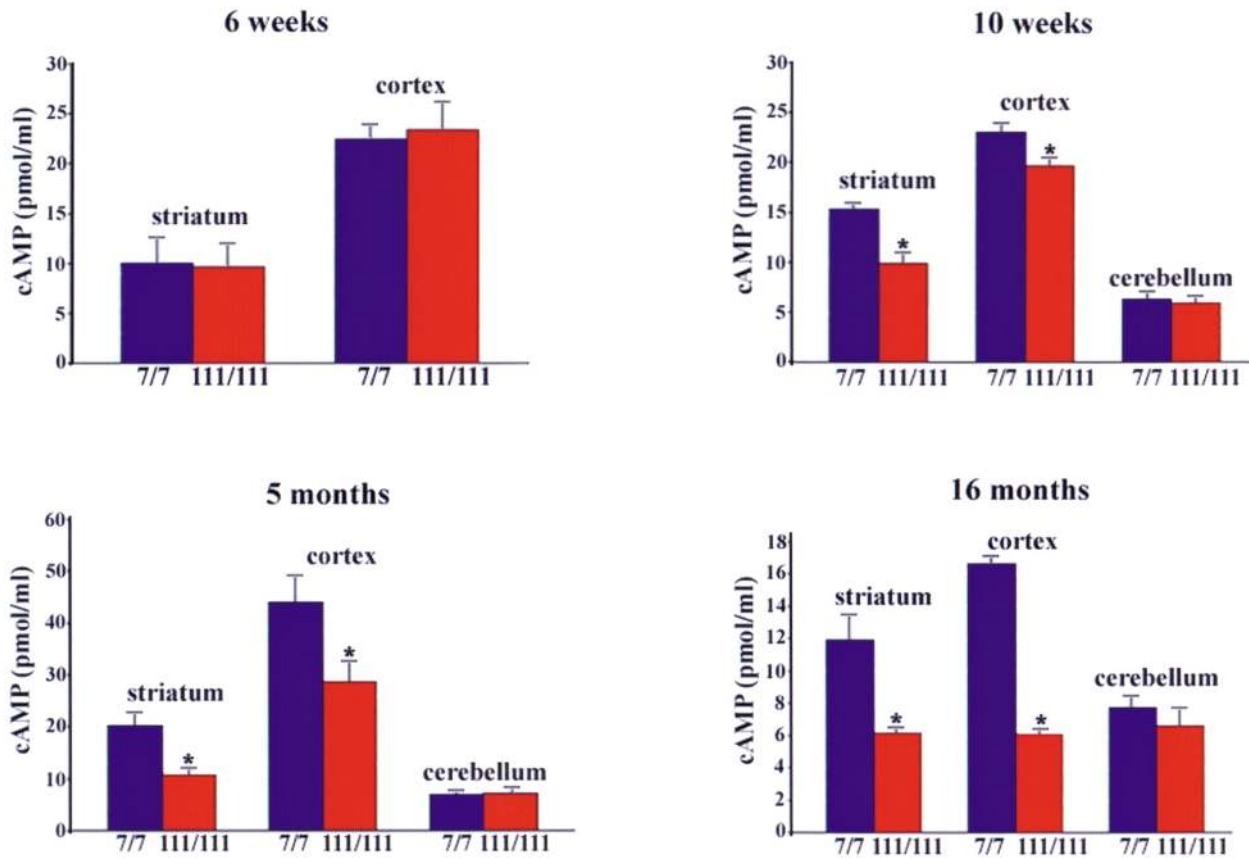 6 weeks
cAMP (pmol/ml)
30
25
20
15
10
5
0
striatum
cortex
7/7 111/111 7/7 111/111
10 weeks
cAMP (pmol/ml)
30
25
20
15
10
5
0
striatum
*
cortex
*
cerebellum
7/7 111/111 7/7 111/111 7/7 111/111
5 months
cAMP (pmol/ml)
60
50
40
30
20
10
0
striatum
*
cortex
*
cerebellum
7/7 111/111 7/7 111/111 7/7 111/111
16 months
cAMP (pmol/ml)
18
16
14
12
10
8
6
4
2
0
striatum
*
cortex
*
cerebellum
7/7 111/111 7/7 111/111 7/7 111/111